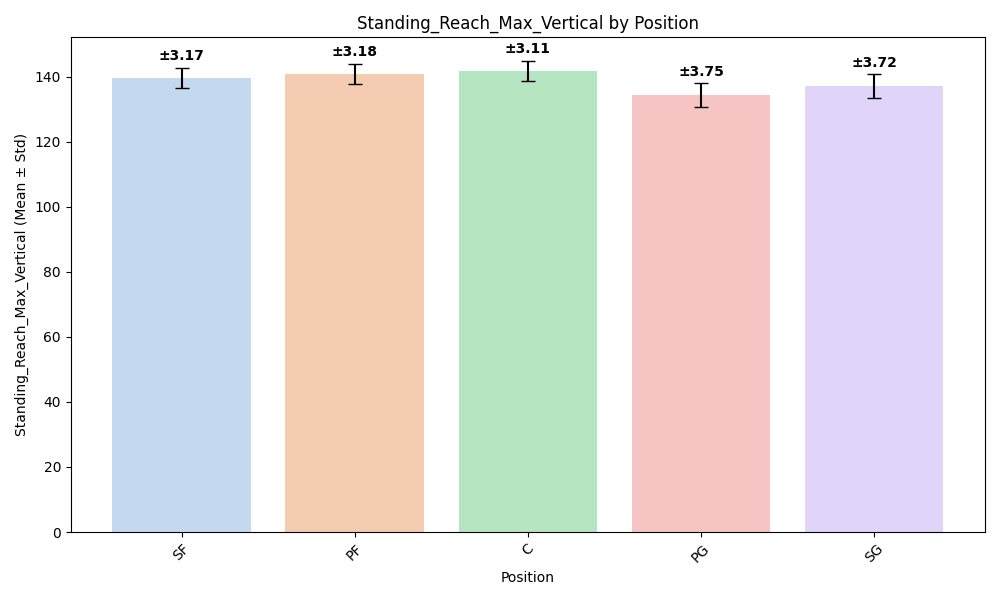 Standing_Reach_Max_Vertical by Position
±3.17
±3.18
±3.11
±3.75
±3.72
Standing_Reach_Max_Vertical (Mean ± Std)
140
120
100
80
60
40
20
0
SF
PF
C
PG
SG
Position